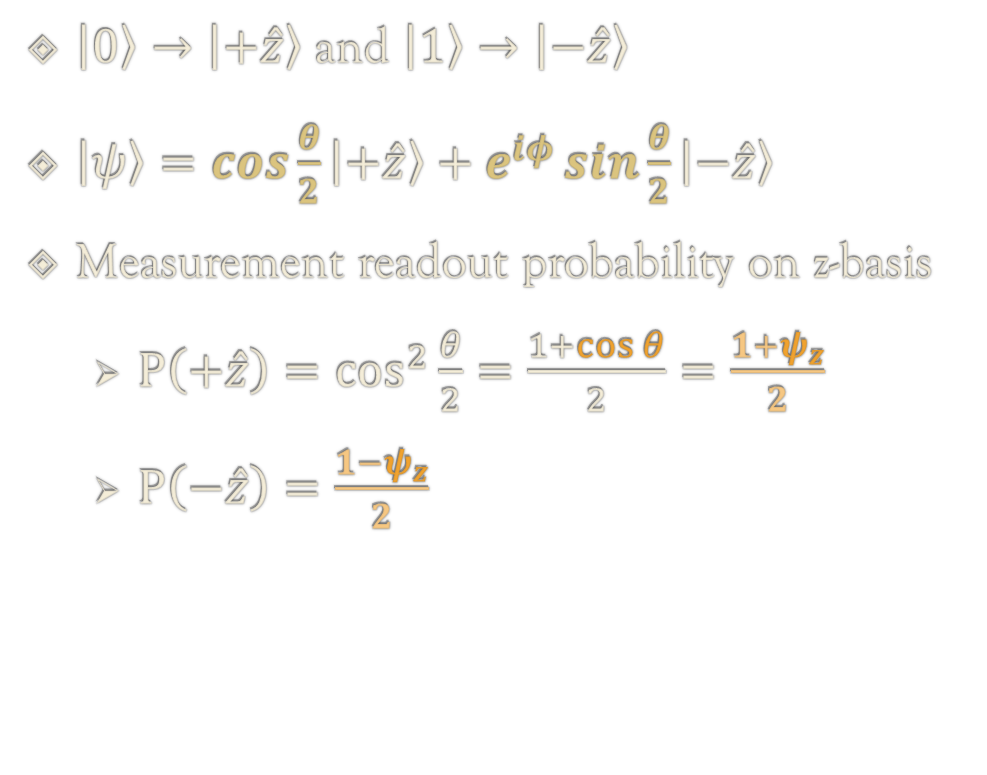 ❖ |0⟩ → |+ẑ⟩ and |1⟩ → |−ẑ⟩
❖ |ψ⟩ = cos θ/2 |+ẑ⟩ + e^{iϕ} sin θ/2 |−ẑ⟩
❖ Measurement readout probability on z-basis
➢ P(+ẑ) = cos² θ/2 = (1+cos θ)/2 = (1+ψ_z)/2
➢ P(−ẑ) = (1−ψ_z)/2